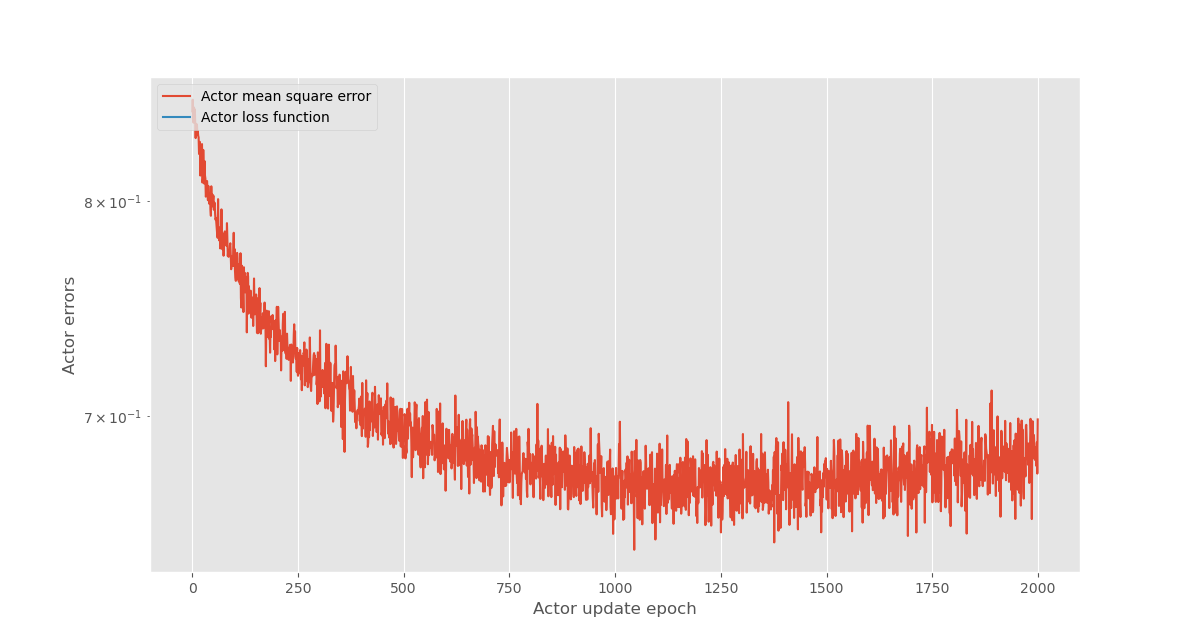 Actor mean square error
Actor loss function
Actor errors
8 × 10⁻¹
7 × 10⁻¹
0 250 500 750 1000 1250 1500 1750 2000
Actor update epoch